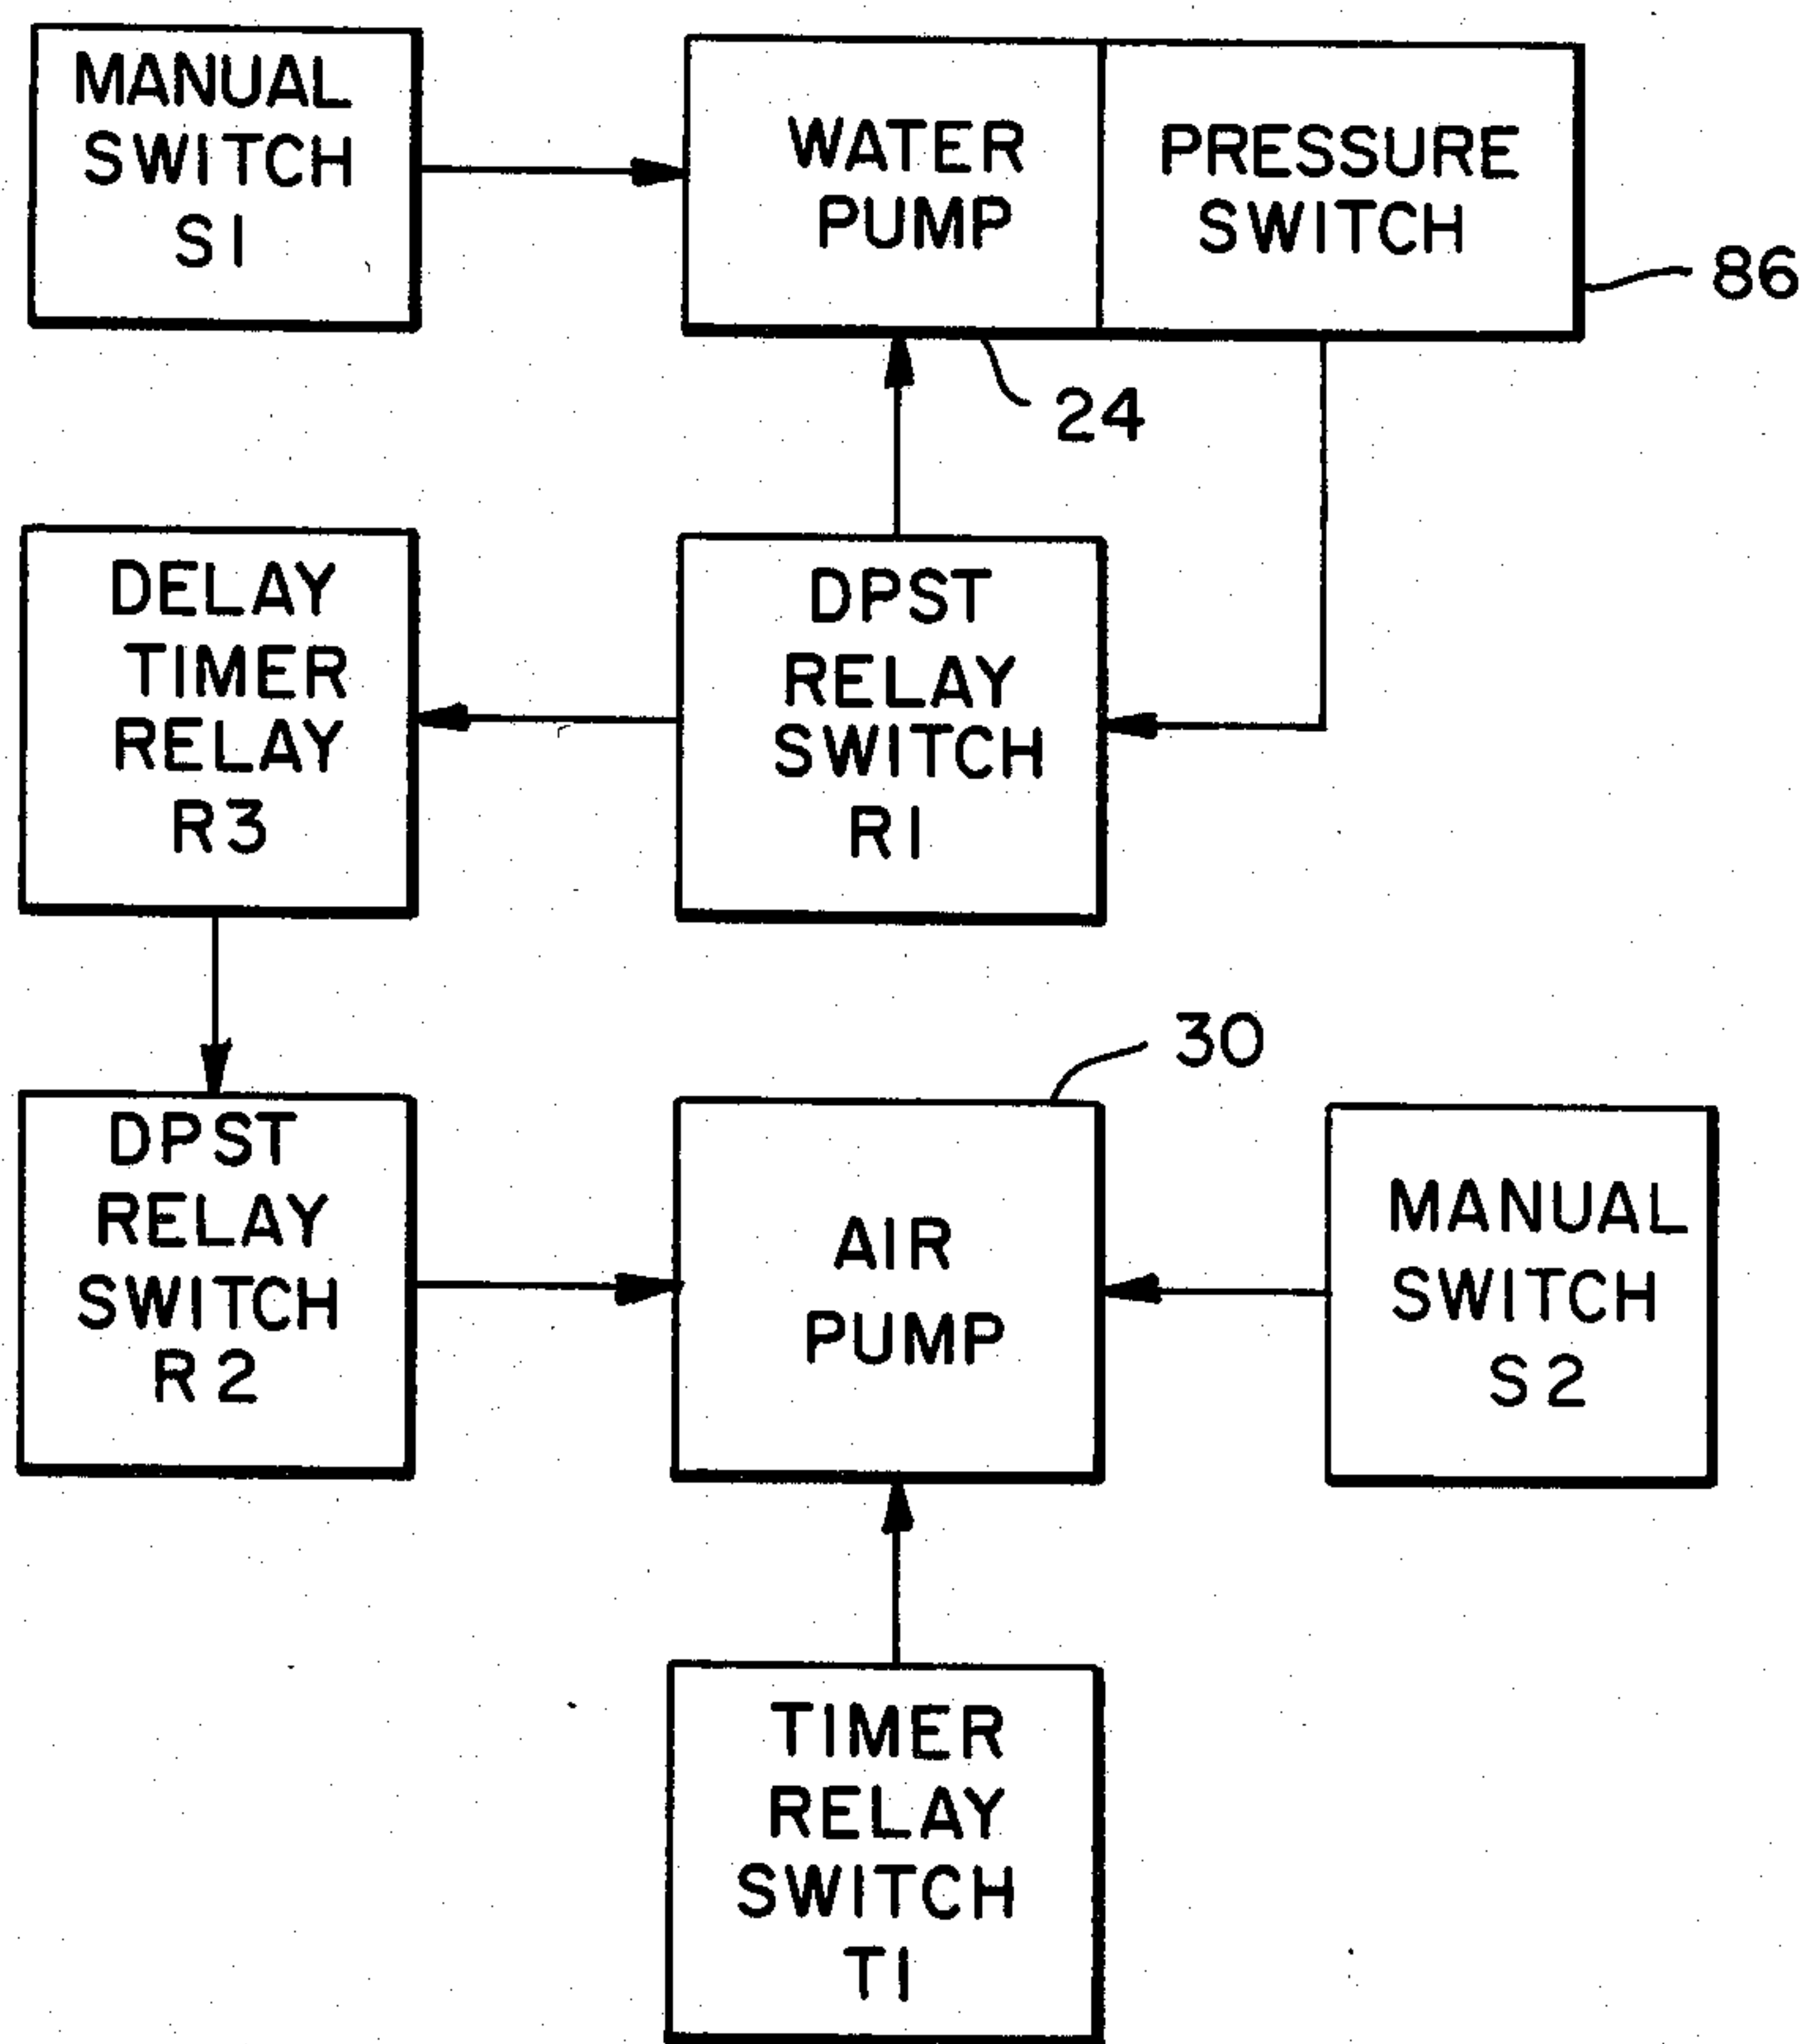 MANUAL
SWITCH
S1
WATER
PUMP
PRESSURE
SWITCH
86
24
DELAY
TIMER
RELAY
R3
DPST
RELAY
SWITCH
R1
30
DPST
RELAY
SWITCH
R2
AIR
PUMP
MANUAL
SWITCH
S2
TIMER
RELAY
SWITCH
T1